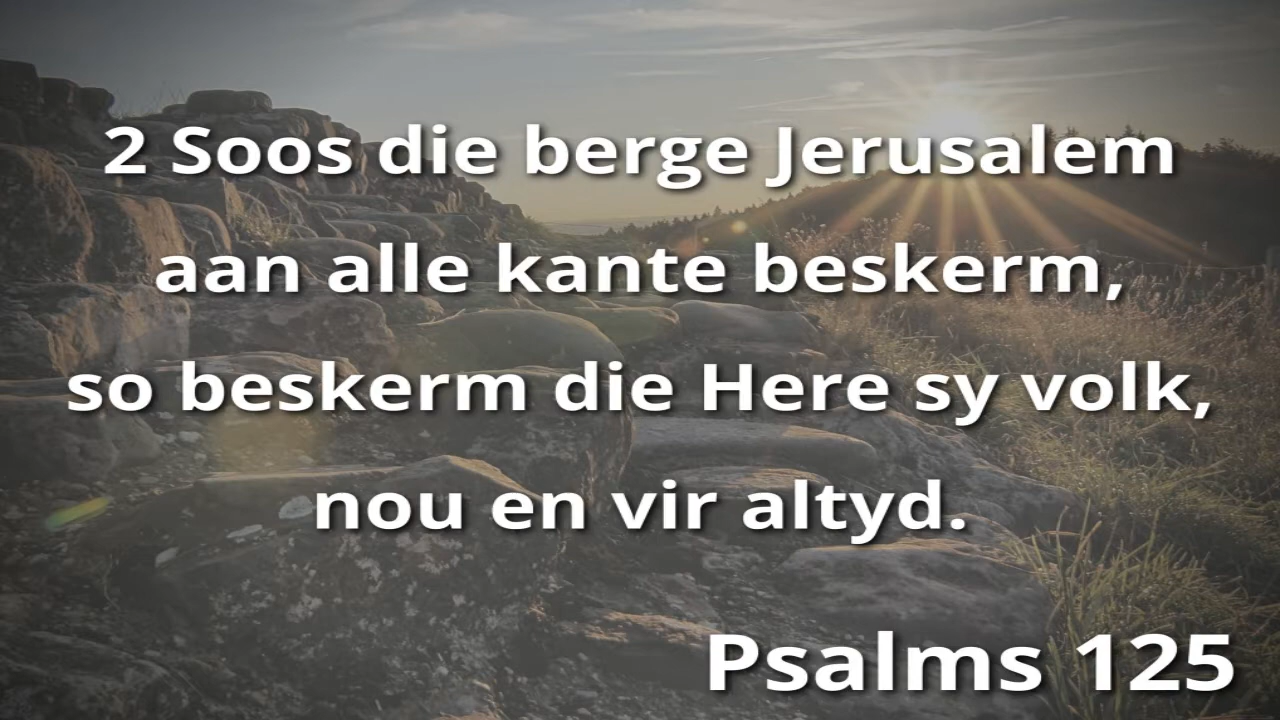 2 Soos die berge Jerusalem
aan alle kante beskerm,
so beskerm die Here sy volk,
nou en vir altyd.
Psalms 125